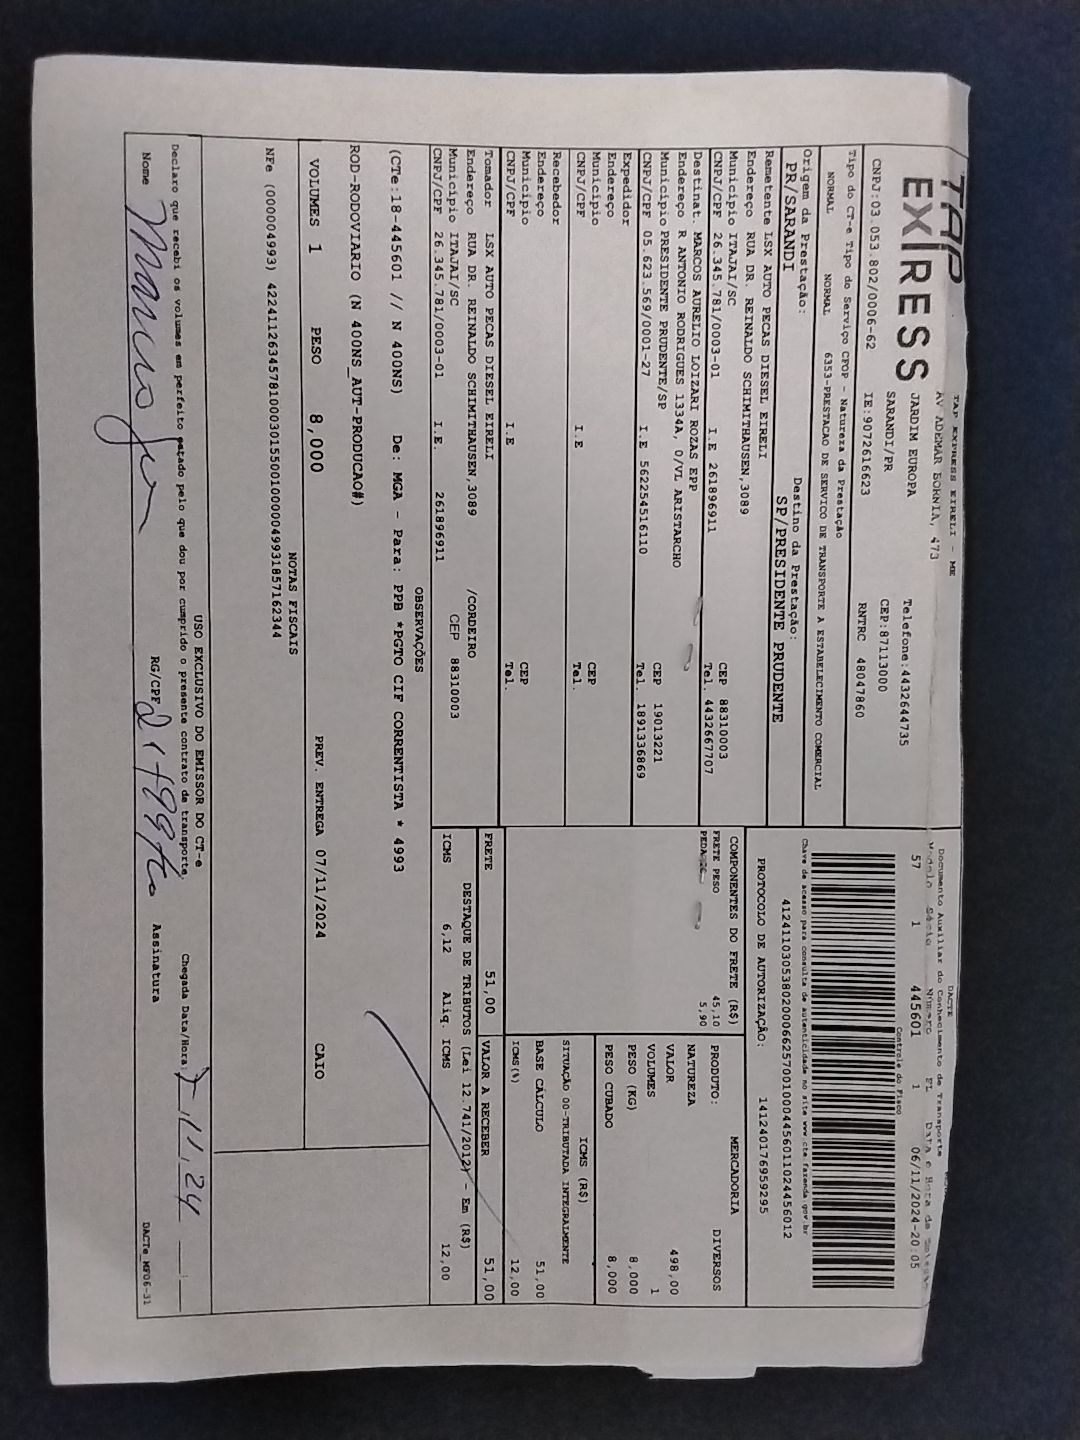 TAP EXPRESS EIRELI - ME
TAP
EXPRESS
AV ADEMAR BORNIA, 473
JARDIM EUROPA
SARANDI/PR
Telefone:4432644735
CEP:87113000
CNPJ:03.053.802/0006-62 IE:9072616623 RNTRC 48047860
Tipo do CT-e Tipo do Serviço CFOP - Natureza da Prestação
NORMAL NORMAL 6353-PRESTACAO DE SERVICO DE TRANSPORTE A ESTABELECIMENTO COMERCIAL
Origem da Prestação: Destino da Prestação:
PR/SARANDI SP/PRESIDENTE PRUDENTE
DACTE
Documento Auxiliar do Conhecimento de Transporte
Modelo Série Número FL Data e Hora de
57 1 445601 1 06/11/2024-20:05
Controle do Fisco
Chave de acesso para consulta de autenticidade no site www.cte.fazenda.gov.br
41241103053802000662570010004456011024456012
PROTOCOLO DE AUTORIZAÇÃO: 141240176959295
Remetente LSX AUTO PECAS DIESEL EIRELI
Endereço RUA DR. REINALDO SCHIMITHAUSEN,3089
Município ITAJAI/SC CEP 88310003
CNPJ/CPF 26.345.781/0003-01 I.E 261896911 Tel. 4432667707
Destinat. MARCOS AURELIO LOIZARI ROZAS EPP
Endereço R ANTONIO RODRIGUES 1334A, 0/VL ARISTARCHO
Município PRESIDENTE PRUDENTE/SP CEP 19013221
CNPJ/CPF 05.623.569/0001-27 I.E 562254516110 Tel. 1891336869
Expedidor
Endereço
Município CEP
CNPJ/CPF I.E Tel.
Recebedor
Endereço
Município CEP
CNPJ/CPF I.E Tel.
Tomador LSX AUTO PECAS DIESEL EIRELI
Endereço RUA DR. REINALDO SCHIMITHAUSEN,3089 /CORDEIRO
Município ITAJAI/SC CEP 88310003
CNPJ/CPF 26.345.781/0003-01 I.E 261896911
COMPONENTES DO FRETE (R$)
FRETE PESO 45,10
5,90
PRODUTO: MERCADORIA
NATUREZA DIVERSOS
VALOR 498,00
VOLUMES 1
PESO (KG) 8,000
PESO CUBADO 8,000
ICMS (R$)
SITUAÇÃO 00-TRIBUTADA INTEGRALMENTE
BASE CÁLCULO 51,00
ICMS(%) 12,00
FRETE 51,00 VALOR A RECEBER 51,00
DESTAQUE DE TRIBUTOS (Lei 12.741/2012) - Em (R$)
ICMS 6,12 Aliq. ICMS 12,00
OBSERVAÇÕES
(CTe:18-445601 // N 400NS) De: MGA - Para: PPB *PGTO CIF CORRENTISTA * 4993
ROD-RODOVIARIO (N 400NS_AUT-PRODUCAO#)
VOLUMES 1 PESO 8,000 PREV. ENTREGA 07/11/2024 CAIO
NOTAS FISCAIS
NFe (000004993) 42241126345781000301550010000049931857162344
USO EXCLUSIVO DO EMISSOR DO CT-e
Declaro que recebi os volumes em perfeito estado pelo que dou por cumprido o presente contrato de transporte. Chegada Data/Hora: 7.11.24
Nome RG/CPF Assinatura
DACTe_MF06-31